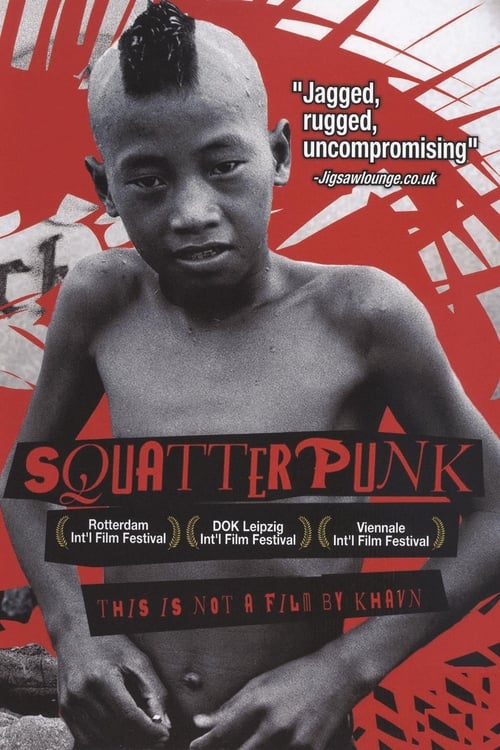 "Jagged,
rugged,
uncompromising"
-Jigsawlounge.co.uk
SQUATTERPUNK
Rotterdam
Int'l Film Festival
DOK Leipzig
Int'l Film Festival
Viennale
Int'l Film Festival
THIS IS NOT A FILM BY KHAVN